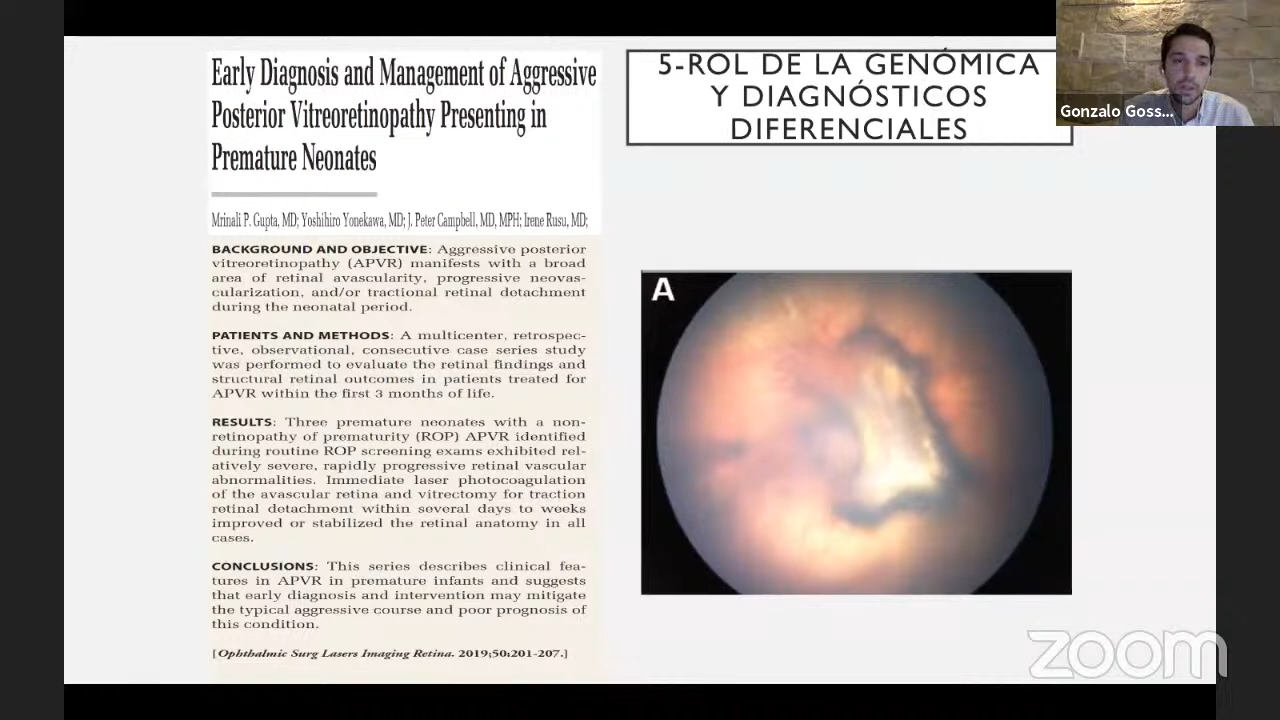 Early Diagnosis and Management of Aggressive
Posterior Vitreoretinopathy Presenting in
Premature Neonates
Mrinali P. Gupta, MD; Yoshihiro Yonekawa, MD; J. Peter Campbell, MD, MPH; Irene Rusu, MD;
BACKGROUND AND OBJECTIVE: Aggressive posterior
vitreoretinopathy (APVR) manifests with a broad
area of retinal avascularity, progressive neovas-
cularization, and/or tractional retinal detachment
during the neonatal period.
PATIENTS AND METHODS: A multicenter, retrospec-
tive, observational, consecutive case series study
was performed to evaluate the retinal findings and
structural retinal outcomes in patients treated for
APVR within the first 3 months of life.
RESULTS: Three premature neonates with a non-
retinopathy of prematurity (ROP) APVR identified
during routine ROP screening exams exhibited rel-
atively severe, rapidly progressive retinal vascular
abnormalities. Immediate laser photocoagulation
of the avascular retina and vitrectomy for traction
retinal detachment within several days to weeks
improved or stabilized the retinal anatomy in all
cases.
CONCLUSIONS: This series describes clinical fea-
tures in APVR in premature infants and suggests
that early diagnosis and intervention may mitigate
the typical aggressive course and poor prognosis of
this condition.
[Ophthalmic Surg Lasers Imaging Retina. 2019;50:201-207.]
5-ROL DE LA GENÓMICA
Y DIAGNÓSTICOS
DIFERENCIALES
A
Gonzalo Goss...
zoom